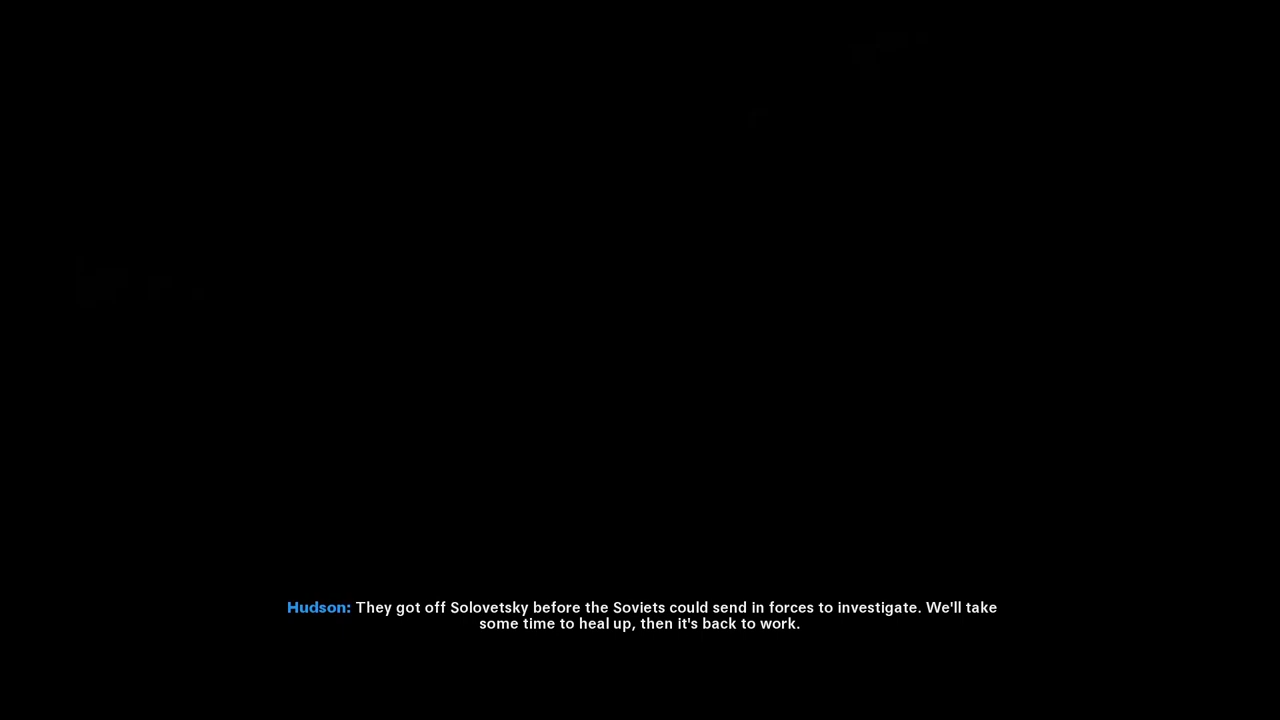 Hudson: They got off Solovetsky before the Soviets could send in forces to investigate. We'll take
some time to heal up, then it's back to work.